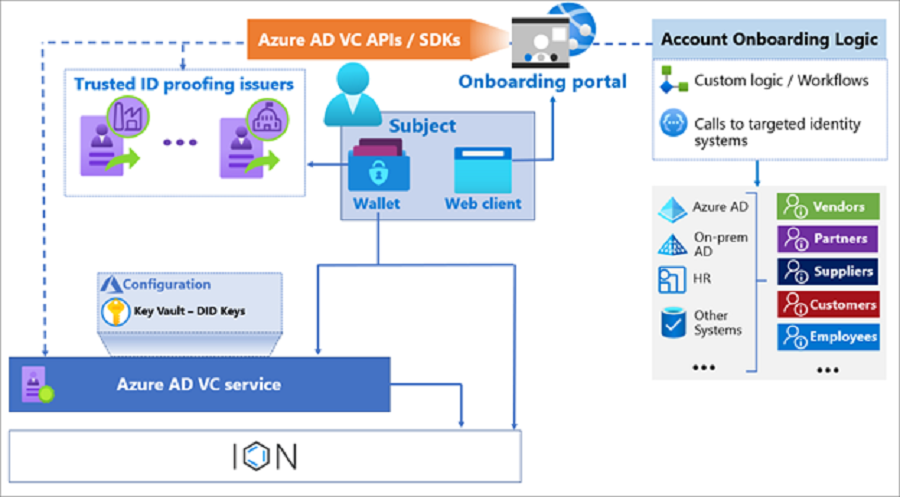 Azure AD VC APIs / SDKs
Account Onboarding Logic
Onboarding portal
Trusted ID proofing issuers
Custom logic / Workflows
Calls to targeted identity
systems
Subject
Wallet
Web client
Azure AD
On-prem
AD
HR
Other
Systems
•••
Vendors
Partners
Suppliers
Customers
Employees
•••
Configuration
Key Vault – DID Keys
Azure AD VC service
ION